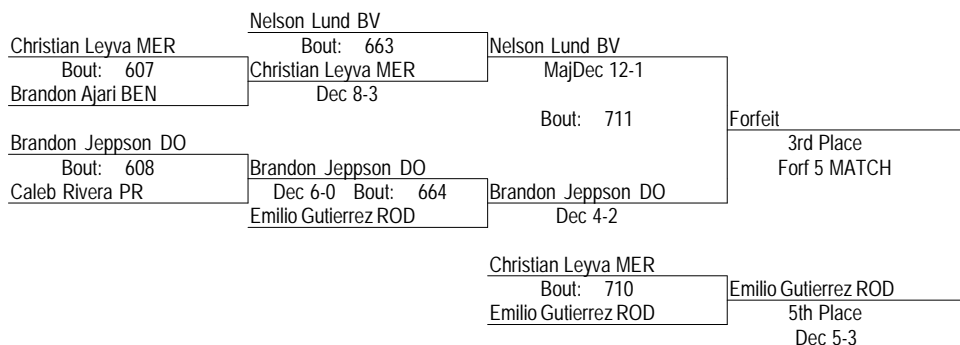 Nelson Lund BV
Christian Leyva MER
Bout: 663
Nelson Lund BV
Bout: 607
Christian Leyva MER
MajDec 12-1
Brandon Ajari BEN
Dec 8-3
Bout: 711
Forfeit
Brandon Jeppson DO
3rd Place
Bout: 608
Brandon Jeppson DO
Forf 5 MATCH
Caleb Rivera PR
Dec 6-0 Bout: 664
Brandon Jeppson DO
Emilio Gutierrez ROD
Dec 4-2
Christian Leyva MER
Bout: 710
Emilio Gutierrez ROD
Emilio Gutierrez ROD
5th Place
Dec 5-3